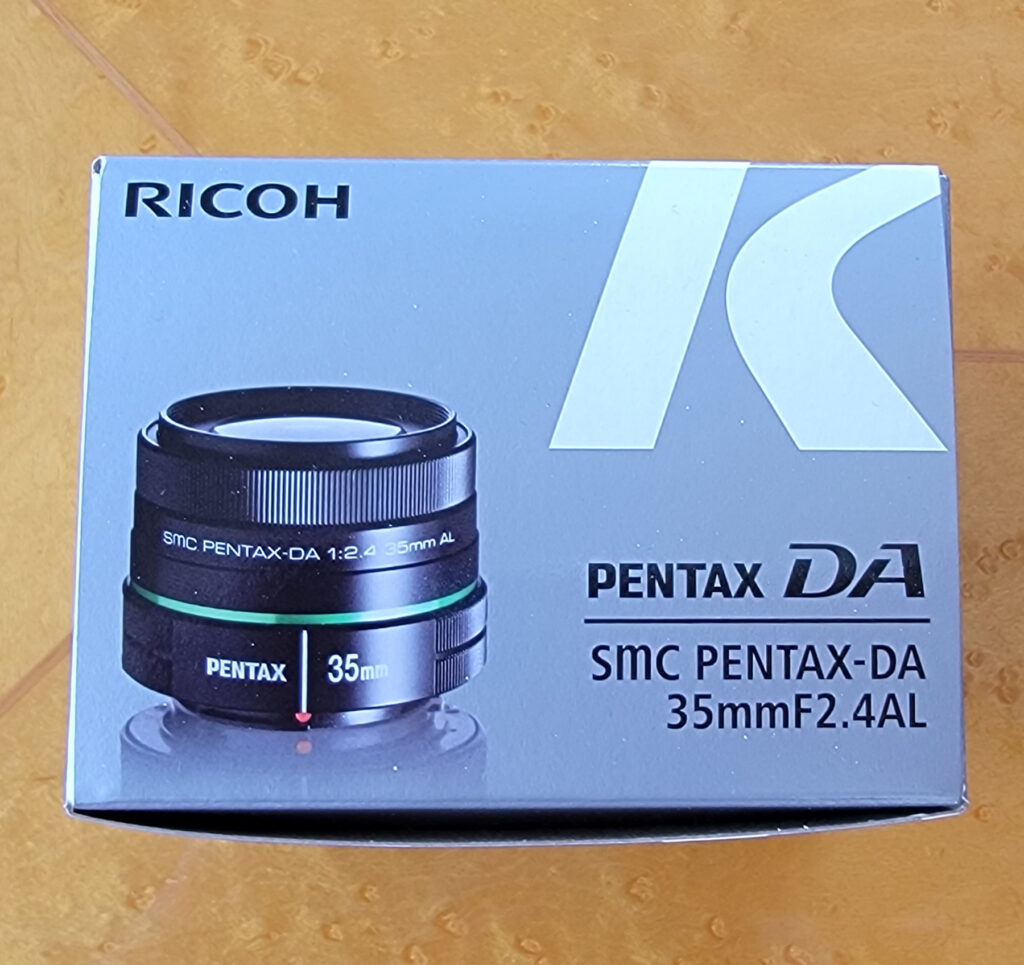 RICOH
K
smc PENTAX-DA 1:2.4 35mm AL
PENTAX 35mm
PENTAX DA
smc PENTAX-DA
35mmF2.4AL